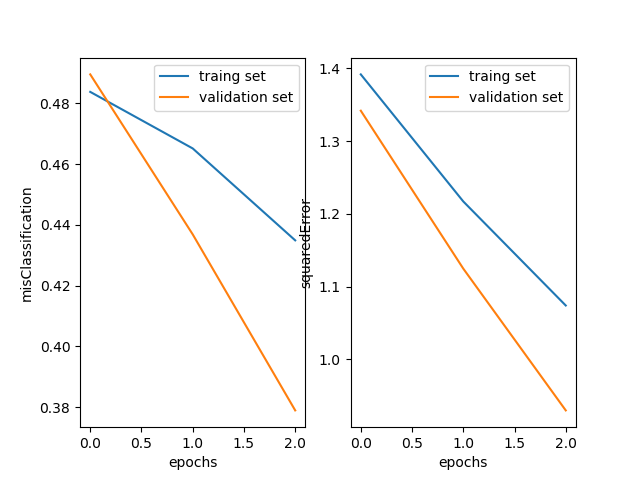 misClassification
0.48
0.46
0.44
0.42
0.40
0.38
0.0 0.5 1.0 1.5 2.0
epochs
traing set
validation set
squaredError
1.4
1.3
1.2
1.1
1.0
0.0 0.5 1.0 1.5 2.0
epochs
traing set
validation set